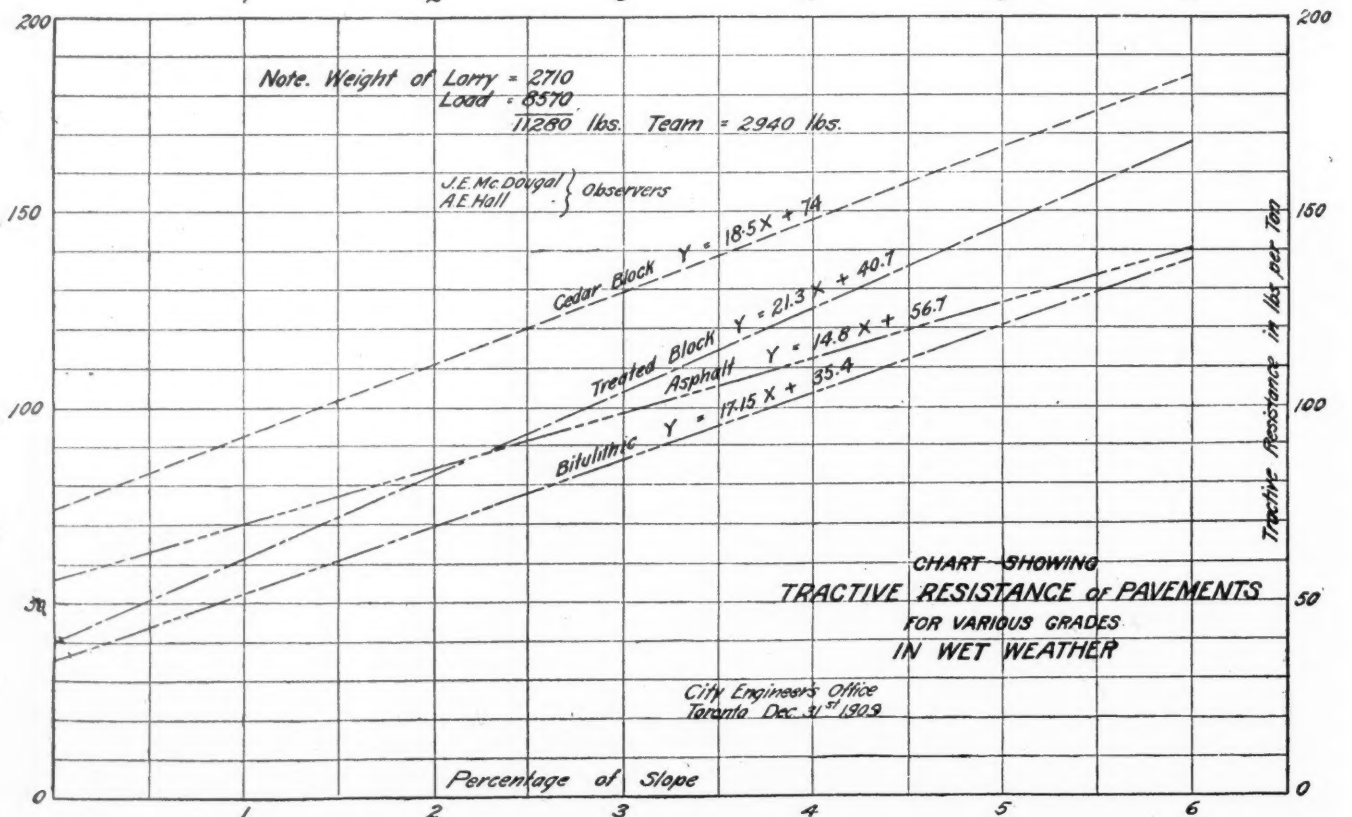 200
200
Note. Weight of Lorry = 2710
Load = 8570
11280 lbs. Team = 2940 lbs.
J.E. Mc.Dougal
A.E. Hall
} Observers
150
150
Cedar Block Y = 18.5X + 74
Treated Block Y = 21.3X + 40.7
Asphalt Y = 14.8X + 56.7
Bitulithic Y = 17.15X + 35.4
Tractive Resistance in lbs per Ton
100
100
CHART SHOWING
TRACTIVE RESISTANCE OF PAVEMENTS
FOR VARIOUS GRADES
IN WET WEATHER
50
50
City Engineer's Office
Toronto Dec. 31st 1909
Percentage of Slope
0
0
1 2 3 4 5 6